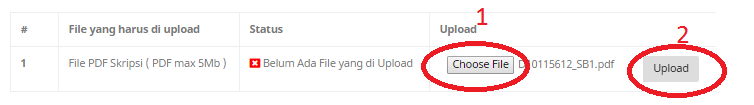 1
2
# File yang harus di upload Status Upload
1 File PDF Skripsi ( PDF max 5Mb ) Belum Ada File yang di Upload Choose File 10115612_SB1.pdf Upload